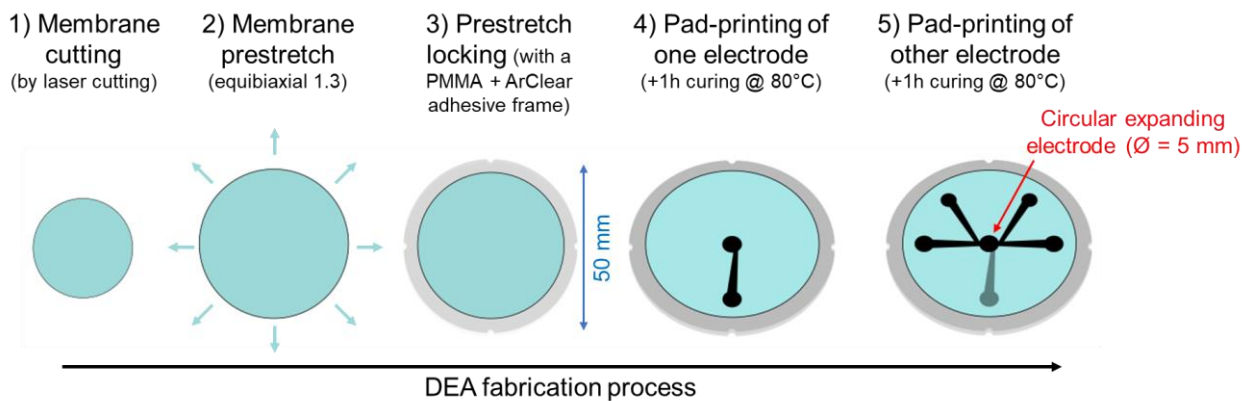 1) Membrane
cutting
(by laser cutting)
2) Membrane
prestretch
(equibiaxial 1.3)
3) Prestretch
locking (with a
PMMA + ArClear
adhesive frame)
4) Pad-printing of
one electrode
(+1h curing @ 80°C)
5) Pad-printing of
other electrode
(+1h curing @ 80°C)
Circular expanding
electrode (Ø = 5 mm)
50 mm
DEA fabrication process